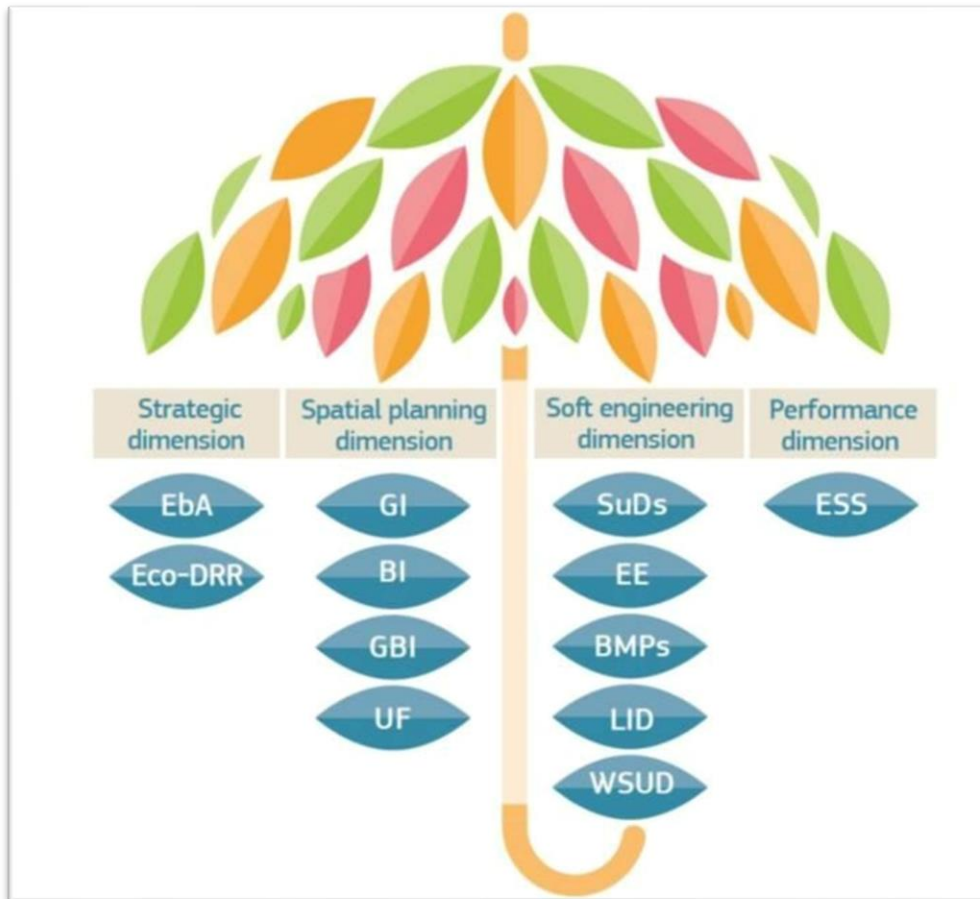 Strategic
dimension
Spatial planning
dimension
Soft engineering
dimension
Performance
dimension
EbA
Eco-DRR
GI
BI
GBI
UF
SuDs
EE
BMPs
LID
WSUD
ESS